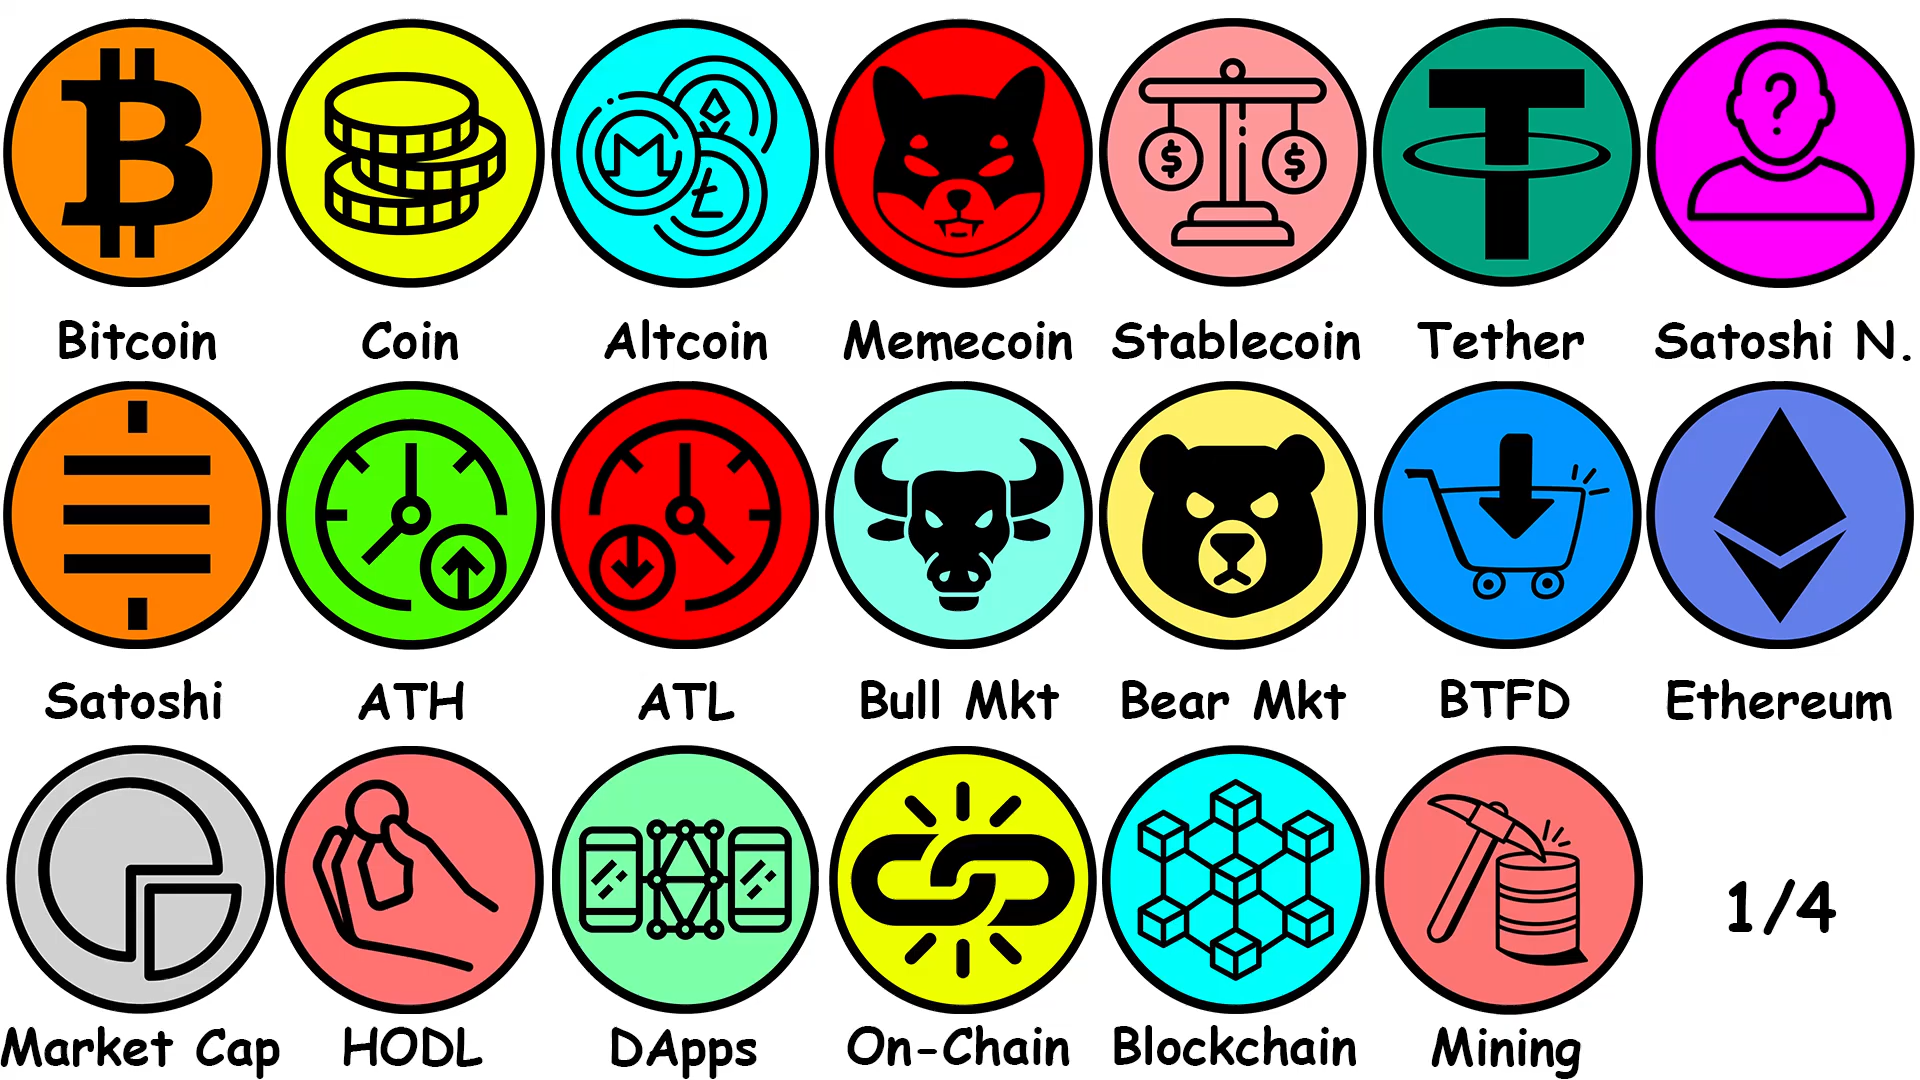 Bitcoin Coin Altcoin Memecoin Stablecoin Tether Satoshi N.
Satoshi ATH ATL Bull Mkt Bear Mkt BTFD Ethereum
1/4
Market Cap HODL DApps On-Chain Blockchain Mining